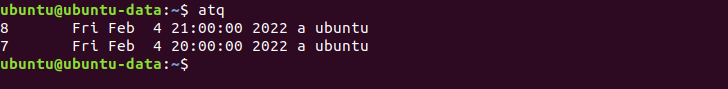 ubuntu@ubuntu-data:~$ atq
8       Fri Feb  4 21:00:00 2022 a ubuntu
7       Fri Feb  4 20:00:00 2022 a ubuntu
ubuntu@ubuntu-data:~$